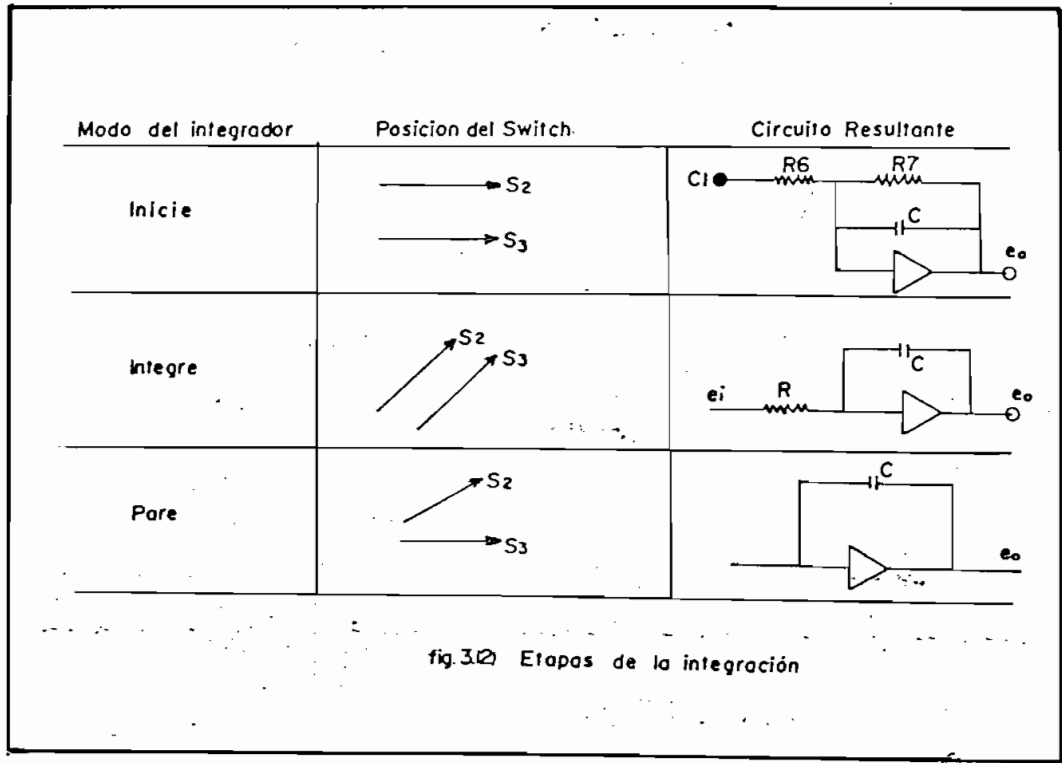 Modo del integrador Posicion del Switch. Circuito Resultante
Inicie
S2
S3
CI R6 R7
C
eo
Integre
S2
S3
ei R C eo
Pare
S2
S3
C
eo
fig. 3.(2) Etapas de la integración